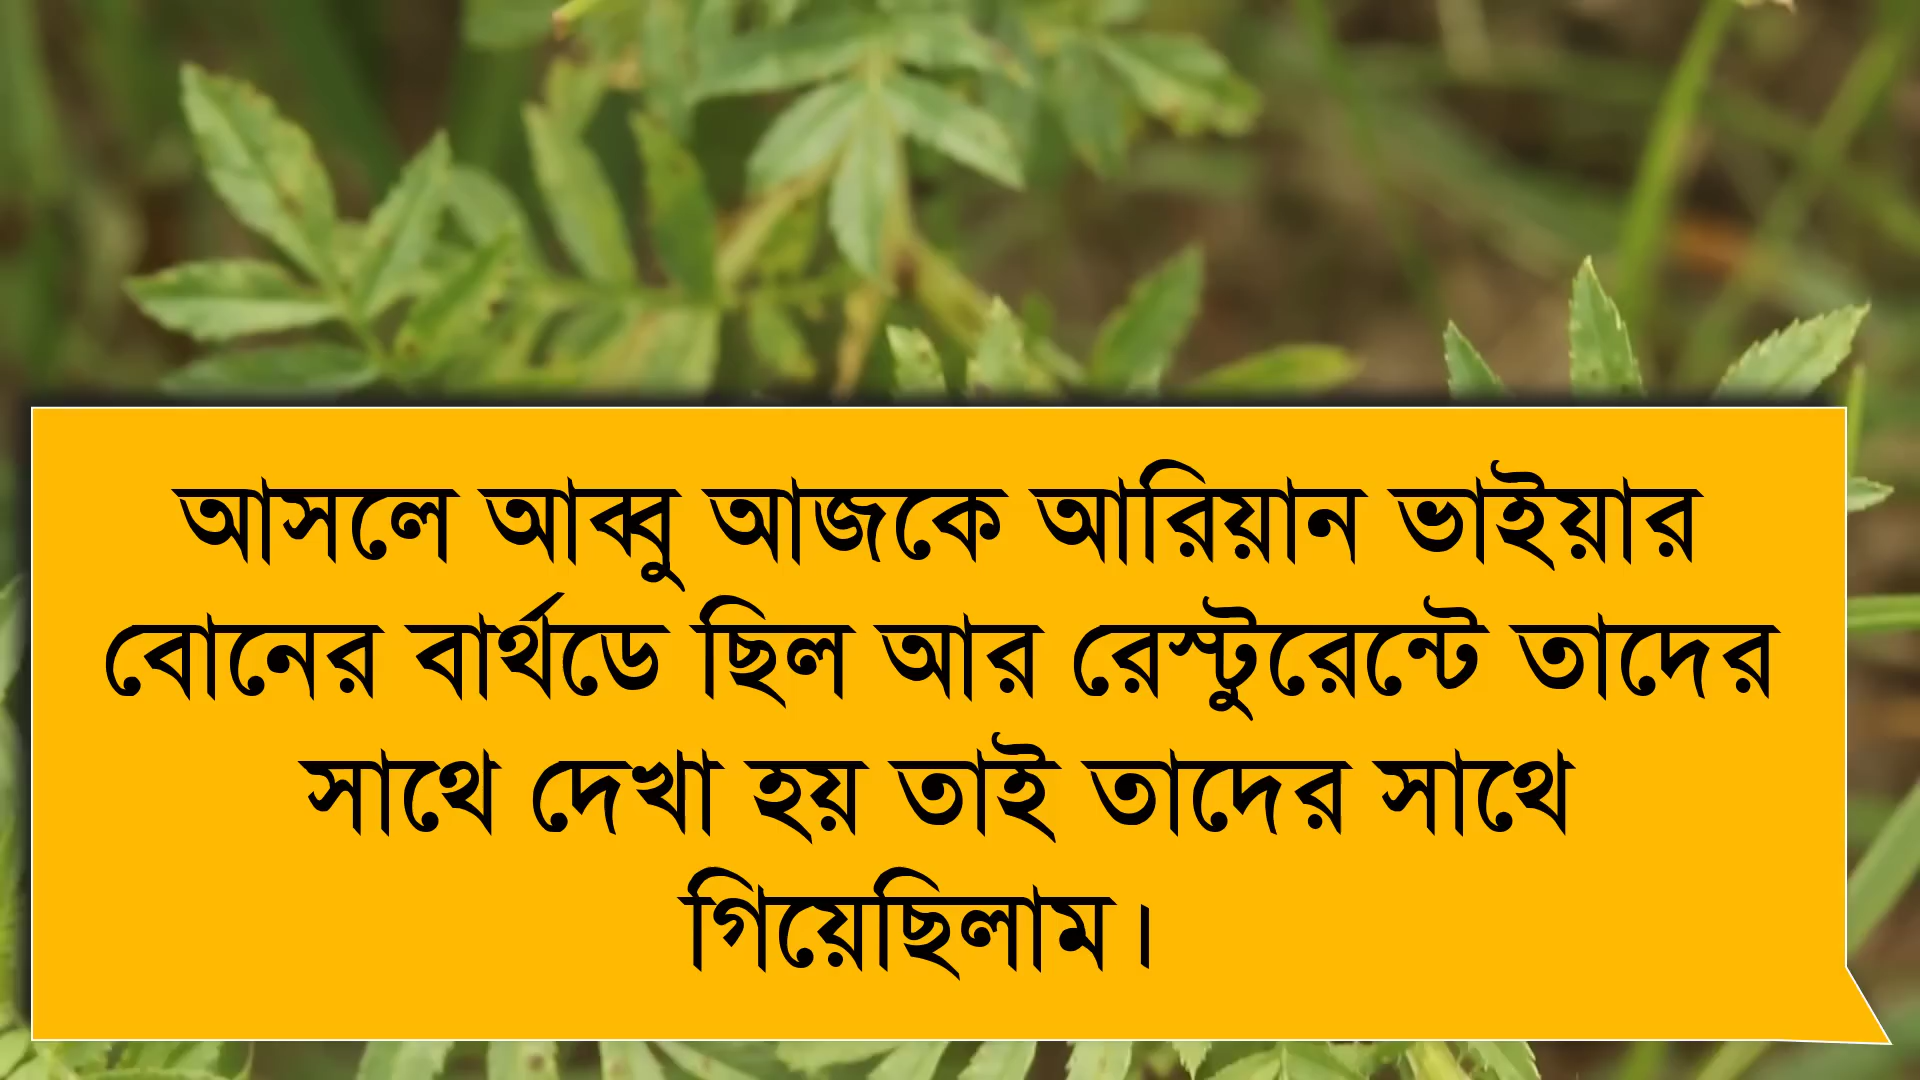 আসলে আব্বু আজকে আরিয়ান ভাইয়ার
বোনের বার্থডে ছিল আর রেস্টুরেন্টে তাদের
সাথে দেখা হয় তাই তাদের সাথে
গিয়েছিলাম।